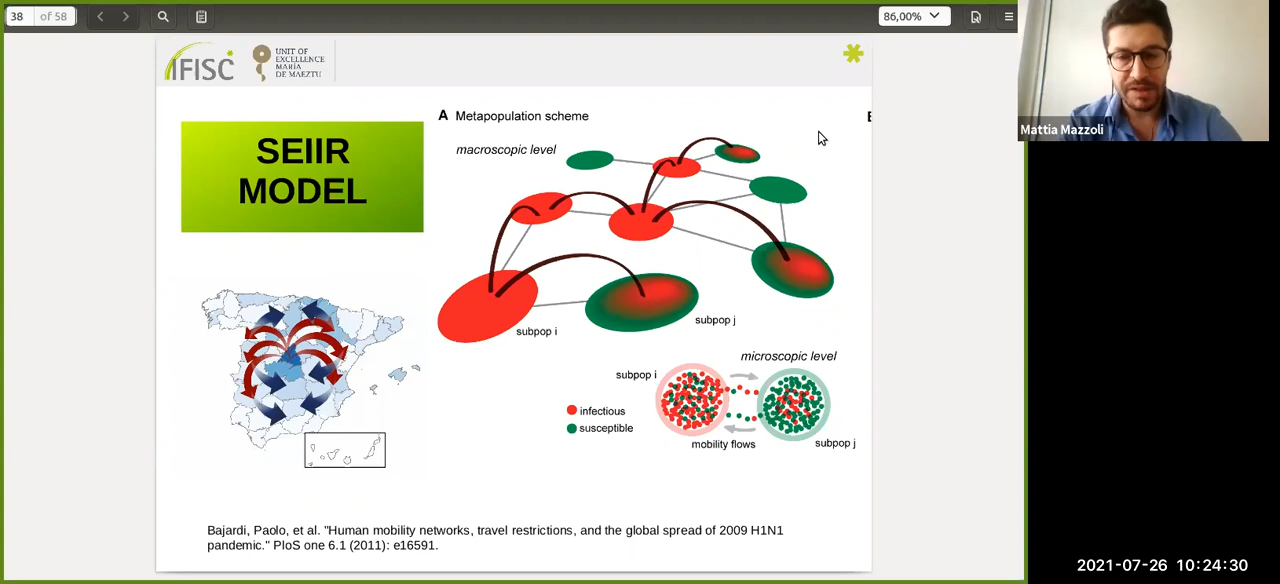 38 of 58
86,00%
IFISC
UNIT OF
EXCELLENCE
MARÍA
DE MAEZTU
SEIIR
MODEL
A Metapopulation scheme
macroscopic level
subpop i
subpop j
microscopic level
subpop i
infectious
susceptible
mobility flows
subpop j
Bajardi, Paolo, et al. "Human mobility networks, travel restrictions, and the global spread of 2009 H1N1
pandemic." PloS one 6.1 (2011): e16591.
Mattia Mazzoli
2021-07-26 10:24:30